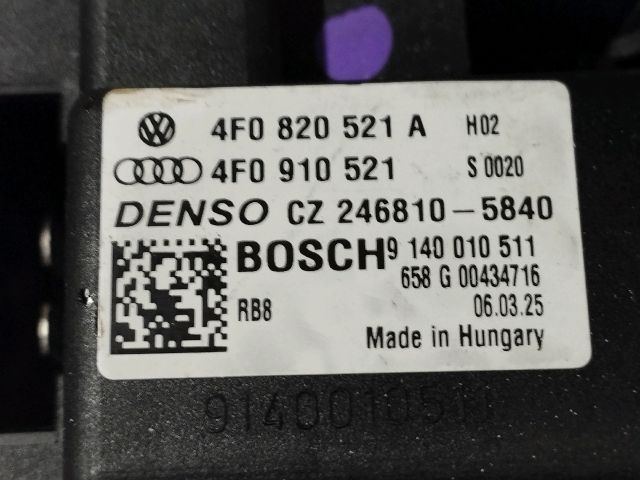 4F0 820 521 A H02
4F0 910 521 S 0020
DENSO CZ 246810-5840
BOSCH 9 140 010 511
658 G 00434716
RB8 06.03.25
Made in Hungary
9140010511